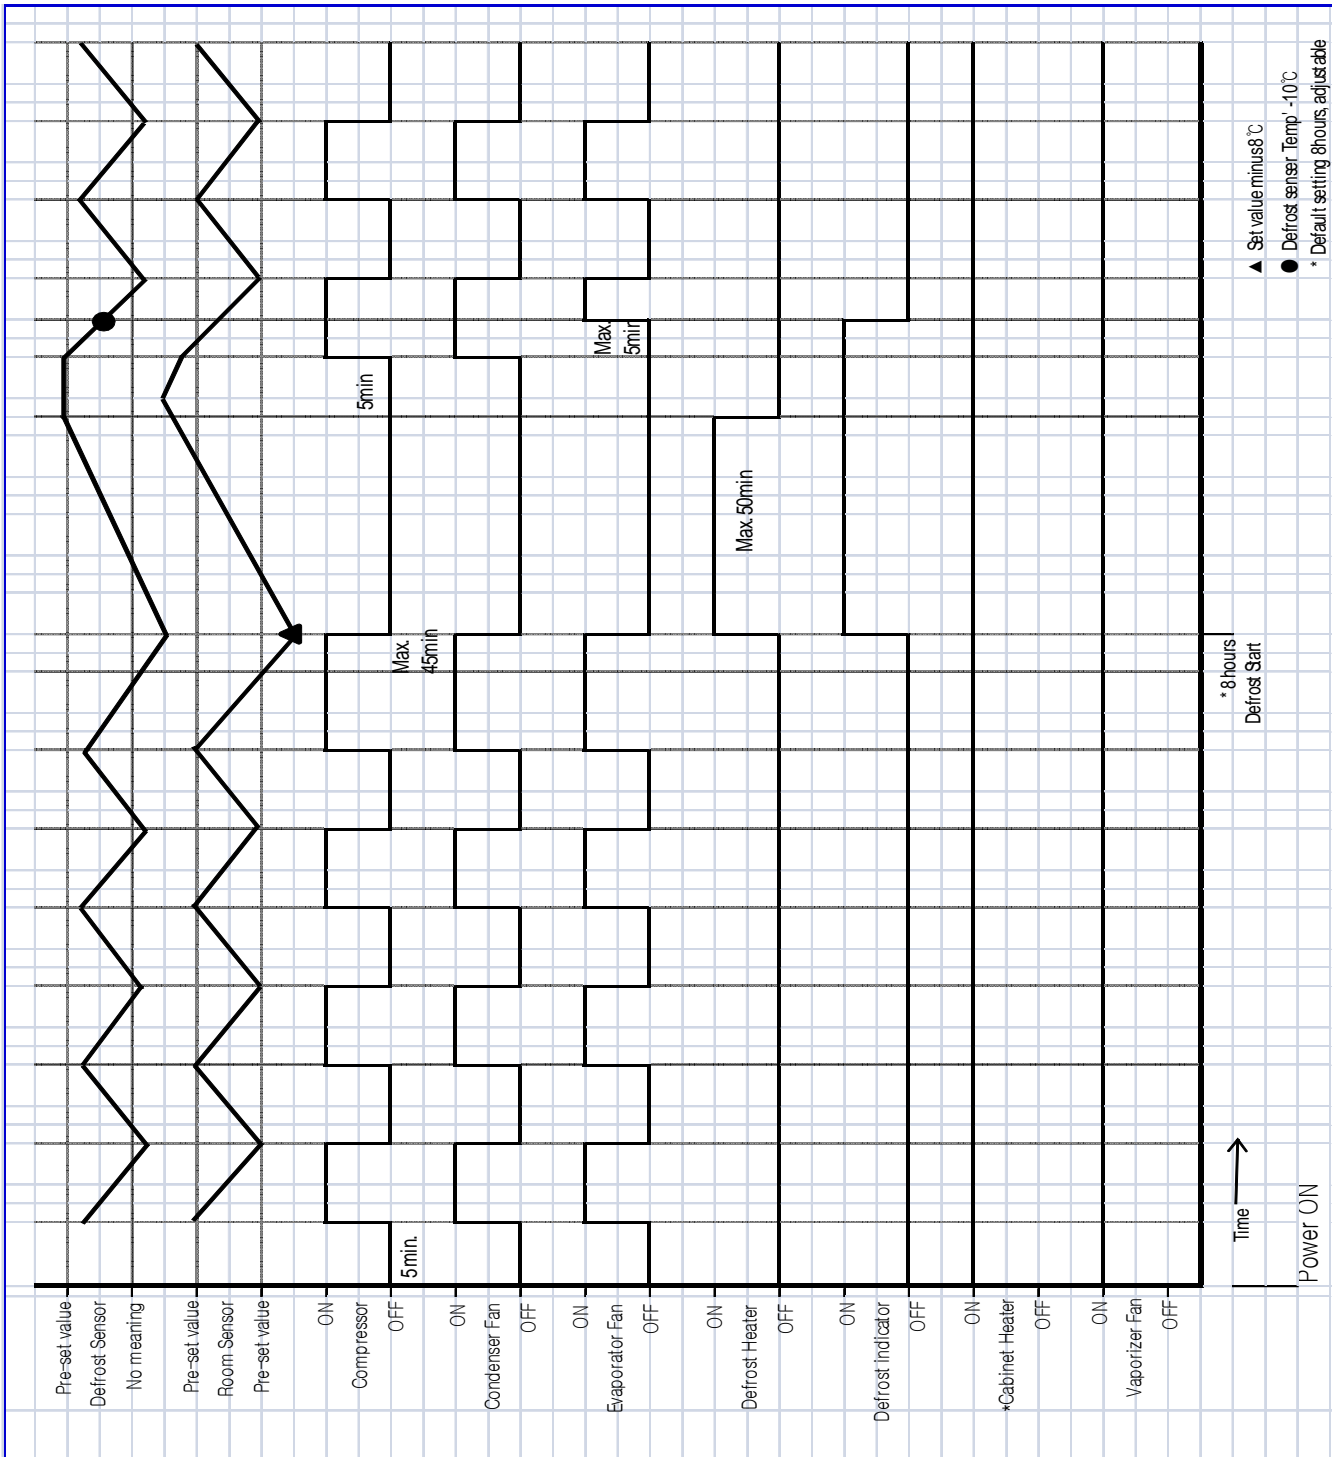 Pre-set value
Defrost Sensor
No meaning
Pre-set value
Room Sensor
Pre-set value
ON
Compressor
OFF
ON
Condenser Fan
OFF
ON
Evaporator Fan
OFF
ON
Defrost Heater
OFF
ON
Defrost indicator
OFF
ON
*Cabinet Heater
OFF
ON
Vaporizer Fan
OFF
5min.
Max.
45min
5min
Max.
5min
Max. 50min
Time
Power ON
* 8 hours
Defrost Start
▲ Set value minus 8℃
● Defrost senser Temp' -10℃
* Default setting 8hours, adjustable